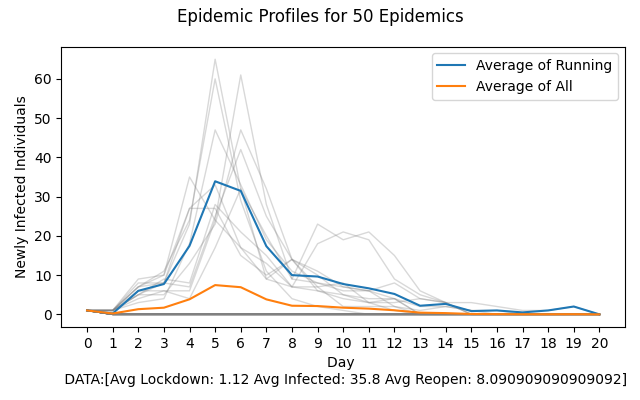 Epidemic Profiles for 50 Epidemics
Average of Running
Average of All
Newly Infected Individuals
60
50
40
30
20
10
0
0 1 2 3 4 5 6 7 8 9 10 11 12 13 14 15 16 17 18 19 20
Day
DATA:[Avg Lockdown: 1.12 Avg Infected: 35.8 Avg Reopen: 8.090909090909092]